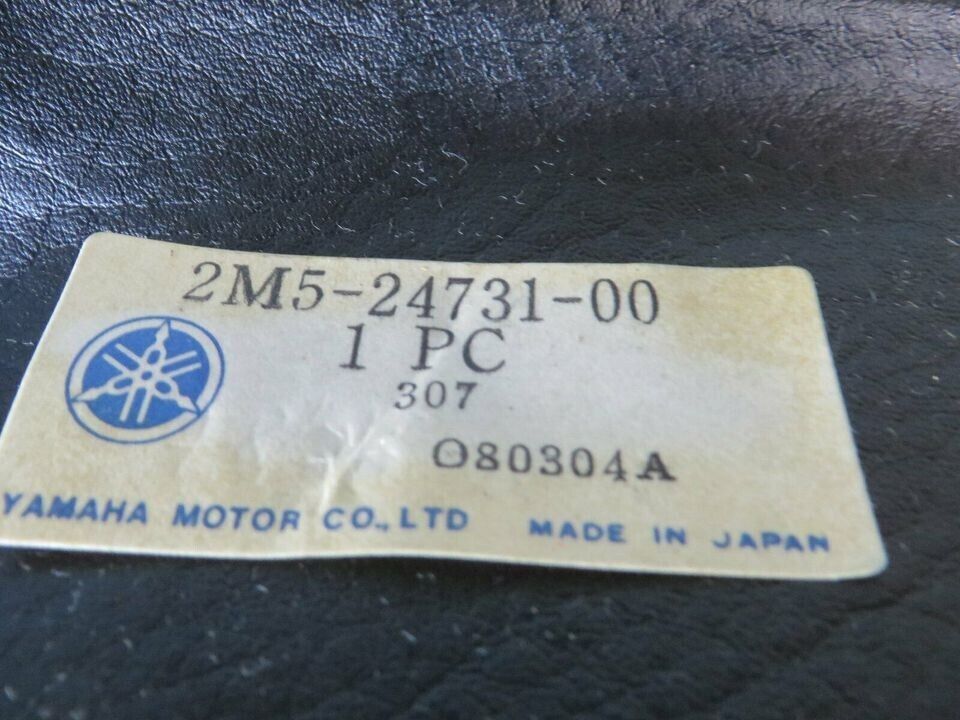 2M5-24731-00
1 PC
307
O80304A
YAMAHA MOTOR CO., LTD MADE IN JAPAN